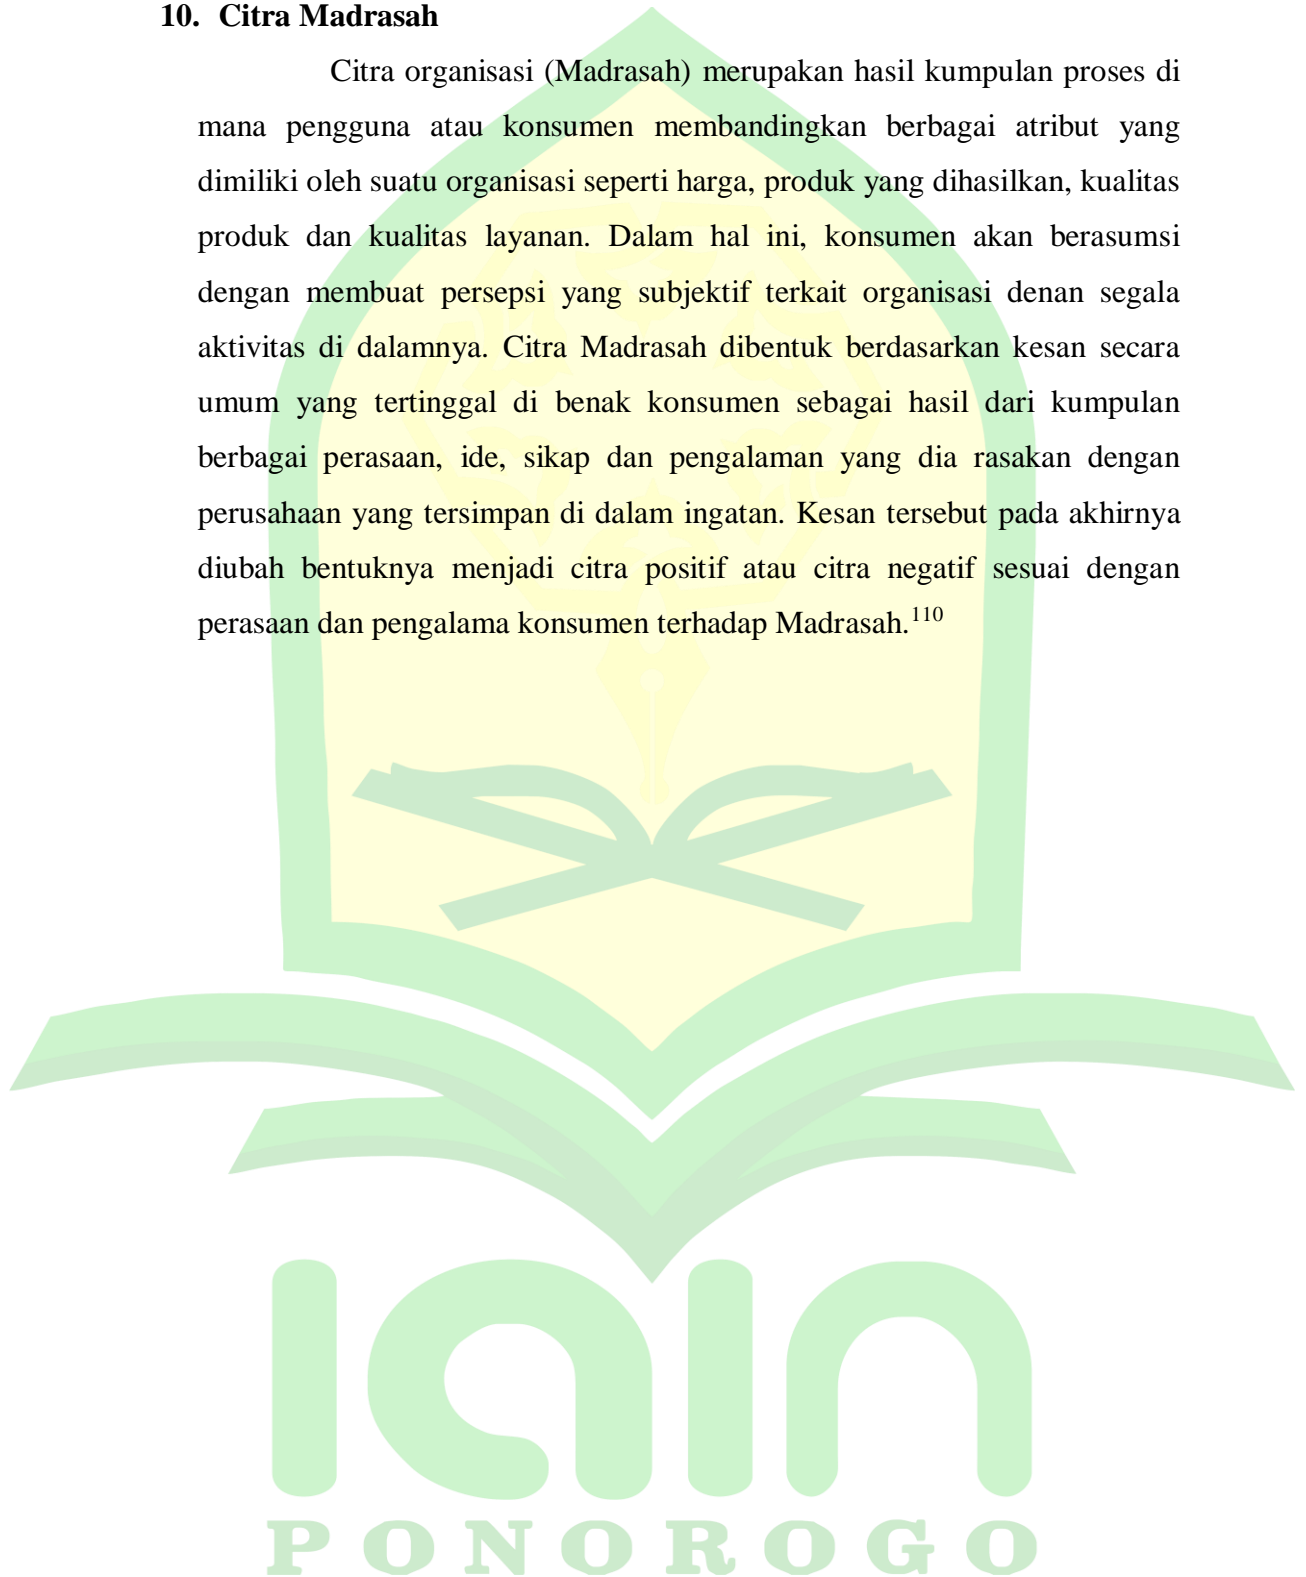 10. Citra Madrasah
Citra organisasi (Madrasah) merupakan hasil kumpulan proses di
mana pengguna atau konsumen membandingkan berbagai atribut yang
dimiliki oleh suatu organisasi seperti harga, produk yang dihasilkan, kualitas
produk dan kualitas layanan. Dalam hal ini, konsumen akan berasumsi
dengan membuat persepsi yang subjektif terkait organisasi denan segala
aktivitas di dalamnya. Citra Madrasah dibentuk berdasarkan kesan secara
umum yang tertinggal di benak konsumen sebagai hasil dari kumpulan
berbagai perasaan, ide, sikap dan pengalaman yang dia rasakan dengan
perusahaan yang tersimpan di dalam ingatan. Kesan tersebut pada akhirnya
diubah bentuknya menjadi citra positif atau citra negatif sesuai dengan
perasaan dan pengalama konsumen terhadap Madrasah.110
iain
PONOROGO